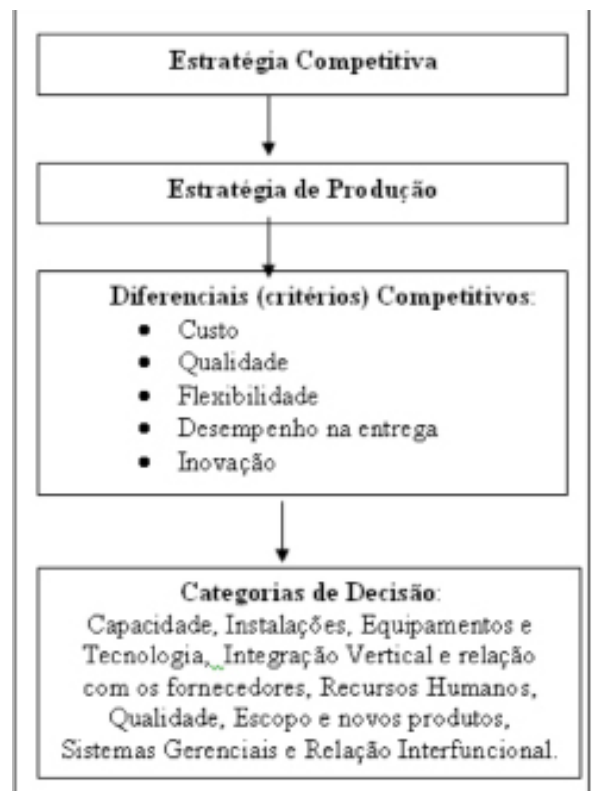 Estratégia Competitiva
Estratégia de Produção
Diferenciais (critérios) Competitivos:
• Custo
• Qualidade
• Flexibilidade
• Desempenho na entrega
• Inovação
Categorias de Decisão:
Capacidade, Instalações, Equipamentos e
Tecnologia, Integração Vertical e relação
com os fornecedores, Recursos Humanos,
Qualidade, Escopo e novos produtos,
Sistemas Gerenciais e Relação Interfuncional.